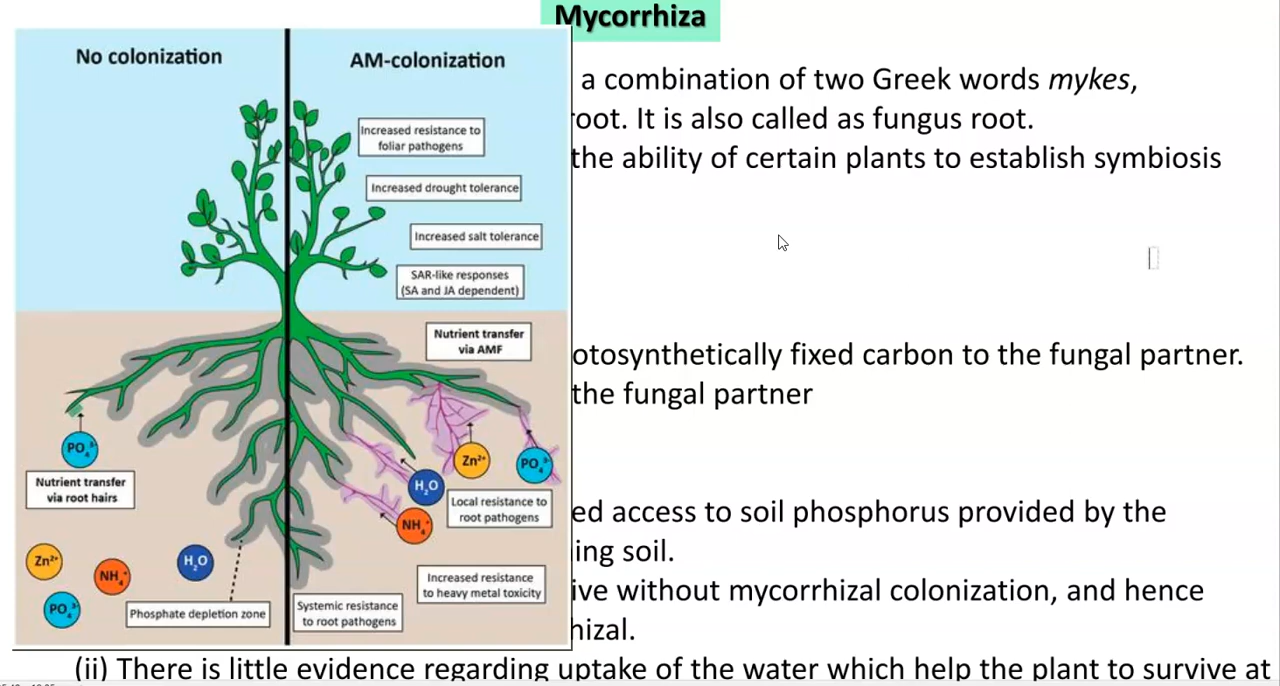 Mycorrhiza
No colonization
AM-colonization
Increased resistance to
foliar pathogens
Increased drought tolerance
Increased salt tolerance
SAR-like responses
(SA and JA dependent)
Nutrient transfer
via AMF
PO₄³⁻
Nutrient transfer
via root hairs
Zn²⁺
PO₄³⁻
H₂O
NH₄⁺
Local resistance to
root pathogens
Zn²⁺
NH₄⁺
H₂O
PO₄³⁻
Phosphate depletion zone
Increased resistance
to heavy metal toxicity
Systemic resistance
to root pathogens
a combination of two Greek words mykes,
root. It is also called as fungus root.
the ability of certain plants to establish symbiosis
otosynthetically fixed carbon to the fungal partner.
the fungal partner
ed access to soil phosphorus provided by the
ing soil.
ive without mycorrhizal colonization, and hence
hizal.
(ii) There is little evidence regarding uptake of the water which help the plant to survive at